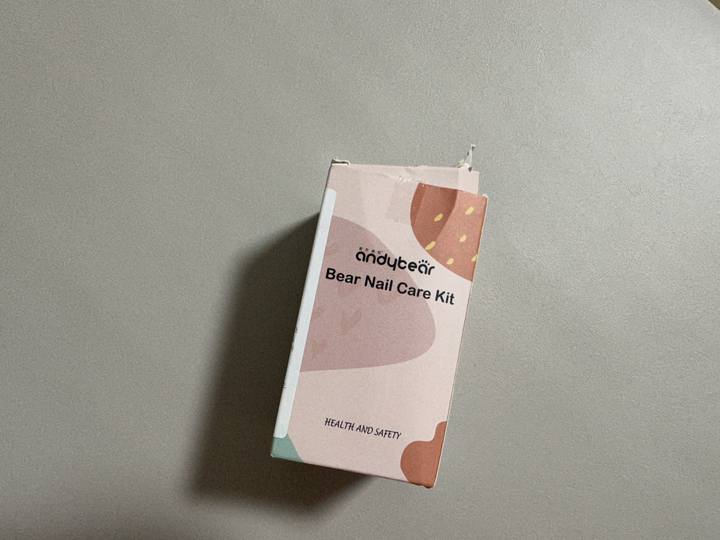 andybear
Bear Nail Care Kit
HEALTH AND SAFETY